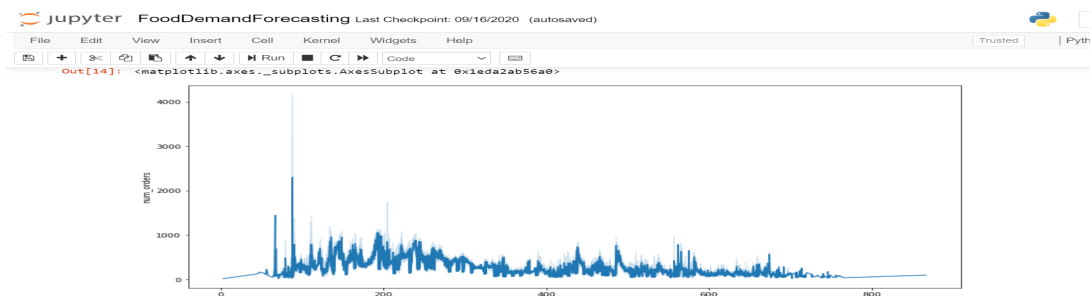 jupyter FoodDemandForecasting Last Checkpoint: 09/16/2020 (autosaved)
File Edit View Insert Cell Kernel Widgets Help Trusted Pyth
Run Code
Out[14]: <matplotlib.axes._subplots.AxesSubplot at 0x1eda2ab56a0>
4000
3000
num_orders
2000
1000
0
0 200 400 600 800